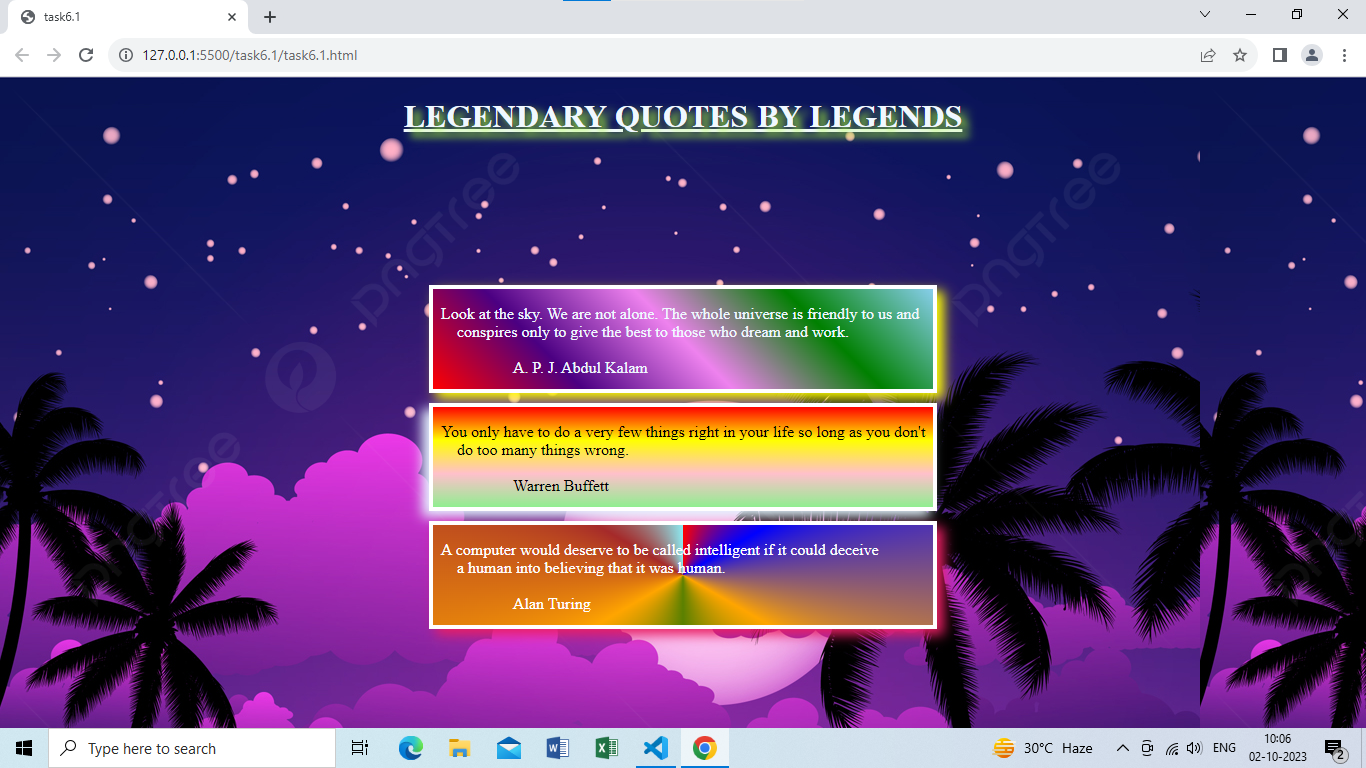 task6.1
127.0.0.1:5500/task6.1/task6.1.html
LEGENDARY QUOTES BY LEGENDS
pngtree
pngtree
Look at the sky. We are not alone. The whole universe is friendly to us and
conspires only to give the best to those who dream and work.
A. P. J. Abdul Kalam
You only have to do a very few things right in your life so long as you don't
do too many things wrong.
Warren Buffett
A computer would deserve to be called intelligent if it could deceive
a human into believing that it was human.
Alan Turing
pngtree
pngtree
Type here to search
30°C Haze
ENG
10:06
02-10-2023
2